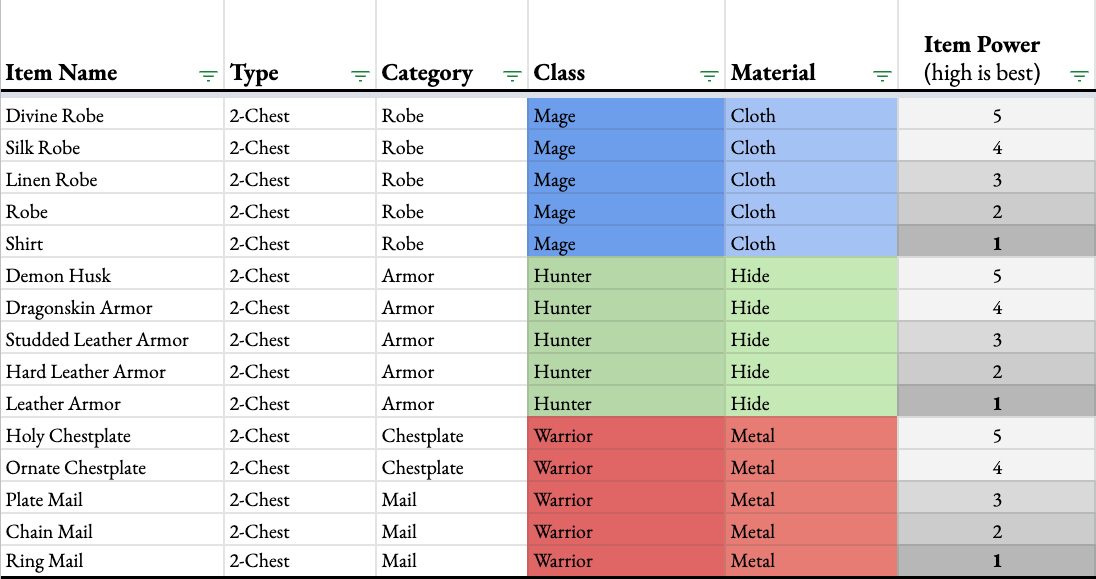 Item Name Type Category Class Material Item Power (high is best)
Divine Robe 2-Chest Robe Mage Cloth 5
Silk Robe 2-Chest Robe Mage Cloth 4
Linen Robe 2-Chest Robe Mage Cloth 3
Robe 2-Chest Robe Mage Cloth 2
Shirt 2-Chest Robe Mage Cloth 1
Demon Husk 2-Chest Armor Hunter Hide 5
Dragonskin Armor 2-Chest Armor Hunter Hide 4
Studded Leather Armor 2-Chest Armor Hunter Hide 3
Hard Leather Armor 2-Chest Armor Hunter Hide 2
Leather Armor 2-Chest Armor Hunter Hide 1
Holy Chestplate 2-Chest Chestplate Warrior Metal 5
Ornate Chestplate 2-Chest Chestplate Warrior Metal 4
Plate Mail 2-Chest Mail Warrior Metal 3
Chain Mail 2-Chest Mail Warrior Metal 2
Ring Mail 2-Chest Mail Warrior Metal 1